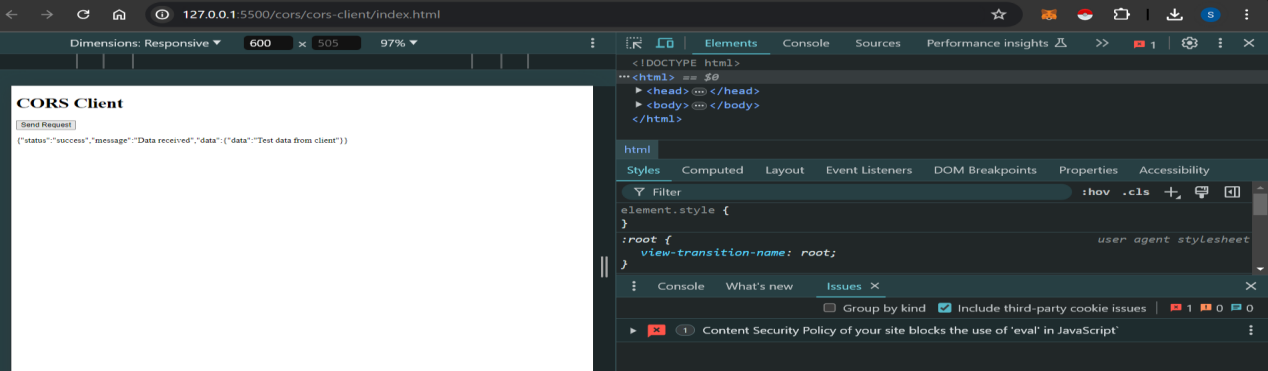 127.0.0.1:5500/cors/cors-client/index.html
S
Dimensions: Responsive 600 x 505 97%
Elements Console Sources Performance insights 1
<!DOCTYPE html>
<html> == $0
<head> </head>
<body> </body>
</html>
CORS Client
Send Request
{"status":"success","message":"Data received","data":{"data":"Test data from client"}}
html
Styles Computed Layout Event Listeners DOM Breakpoints Properties Accessibility
Filter :hov .cls
element.style {
}
:root { user agent stylesheet
view-transition-name: root;
}
Console What's new Issues
Group by kind Include third-party cookie issues 1 0 0
1 Content Security Policy of your site blocks the use of 'eval' in JavaScript`